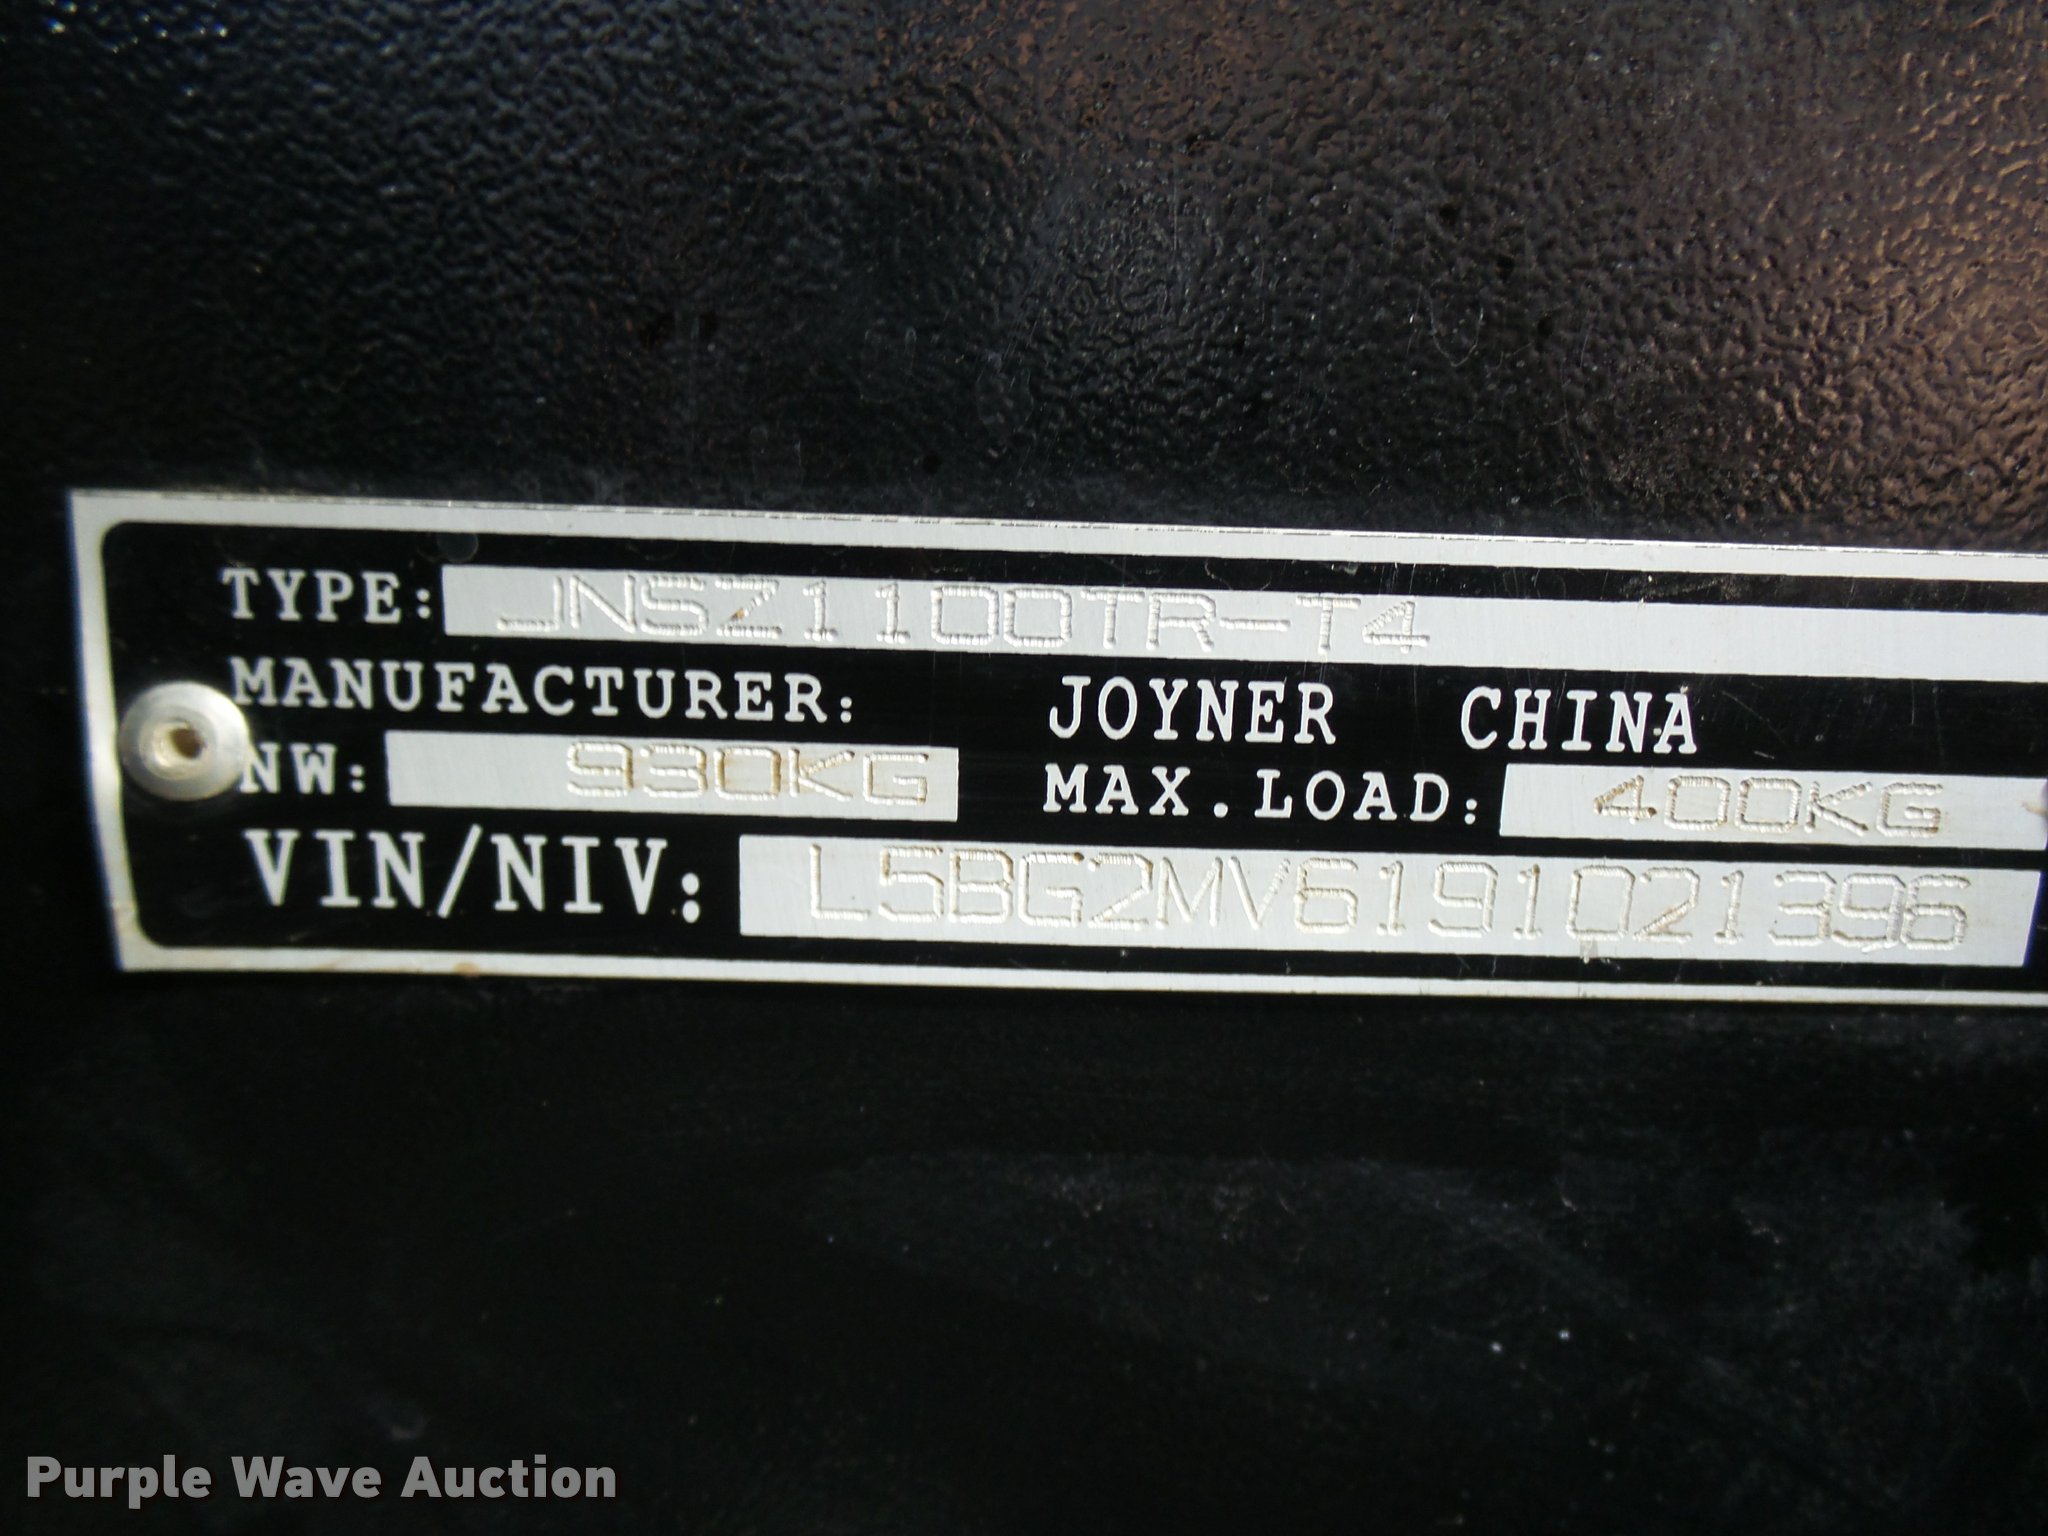 TYPE: JNSZ1100TR-T4
MANUFACTURER: JOYNER CHINA
NW: 930KG MAX. LOAD: 400KG
VIN/NIV: L5BG2MV6191021396
Purple Wave Auction